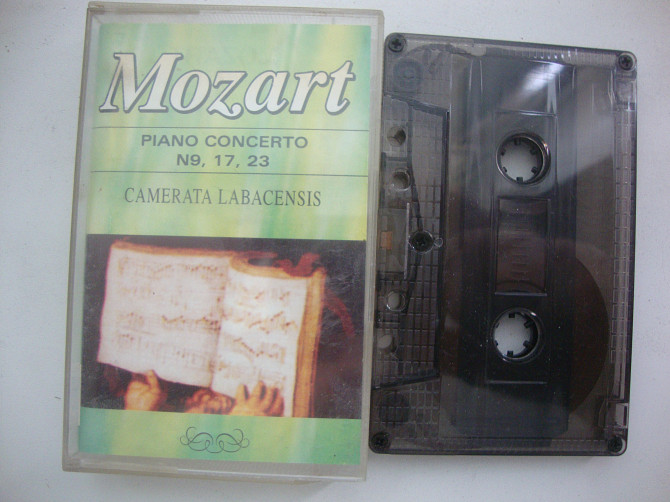 Mozart
PIANO CONCERTO
N9, 17, 23
CAMERATA LABACENSIS